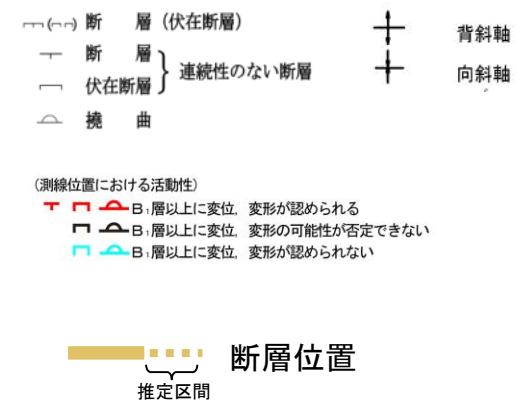 断　層（伏在断層）
断　層
伏在断層
連続性のない断層
撓　曲
背斜軸
向斜軸
(測線位置における活動性)
B₁層以上に変位，変形が認められる
B₁層以上に変位，変形の可能性が否定できない
B₁層以上に変位，変形が認められない
断層位置
推定区間